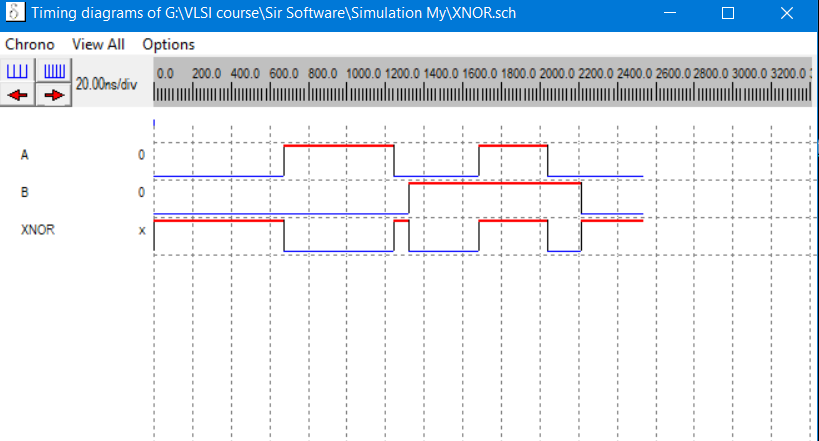 Timing diagrams of G:\VLSI course\Sir Software\Simulation My\XNOR.sch
Chrono View All Options
20.00ns/div
0.0 200.0 400.0 600.0 800.0 1000.0 1200.0 1400.0 1600.0 1800.0 2000.0 2200.0 2400.0 2600.0 2800.0 3000.0 3200.0
A 0
B 0
XNOR x